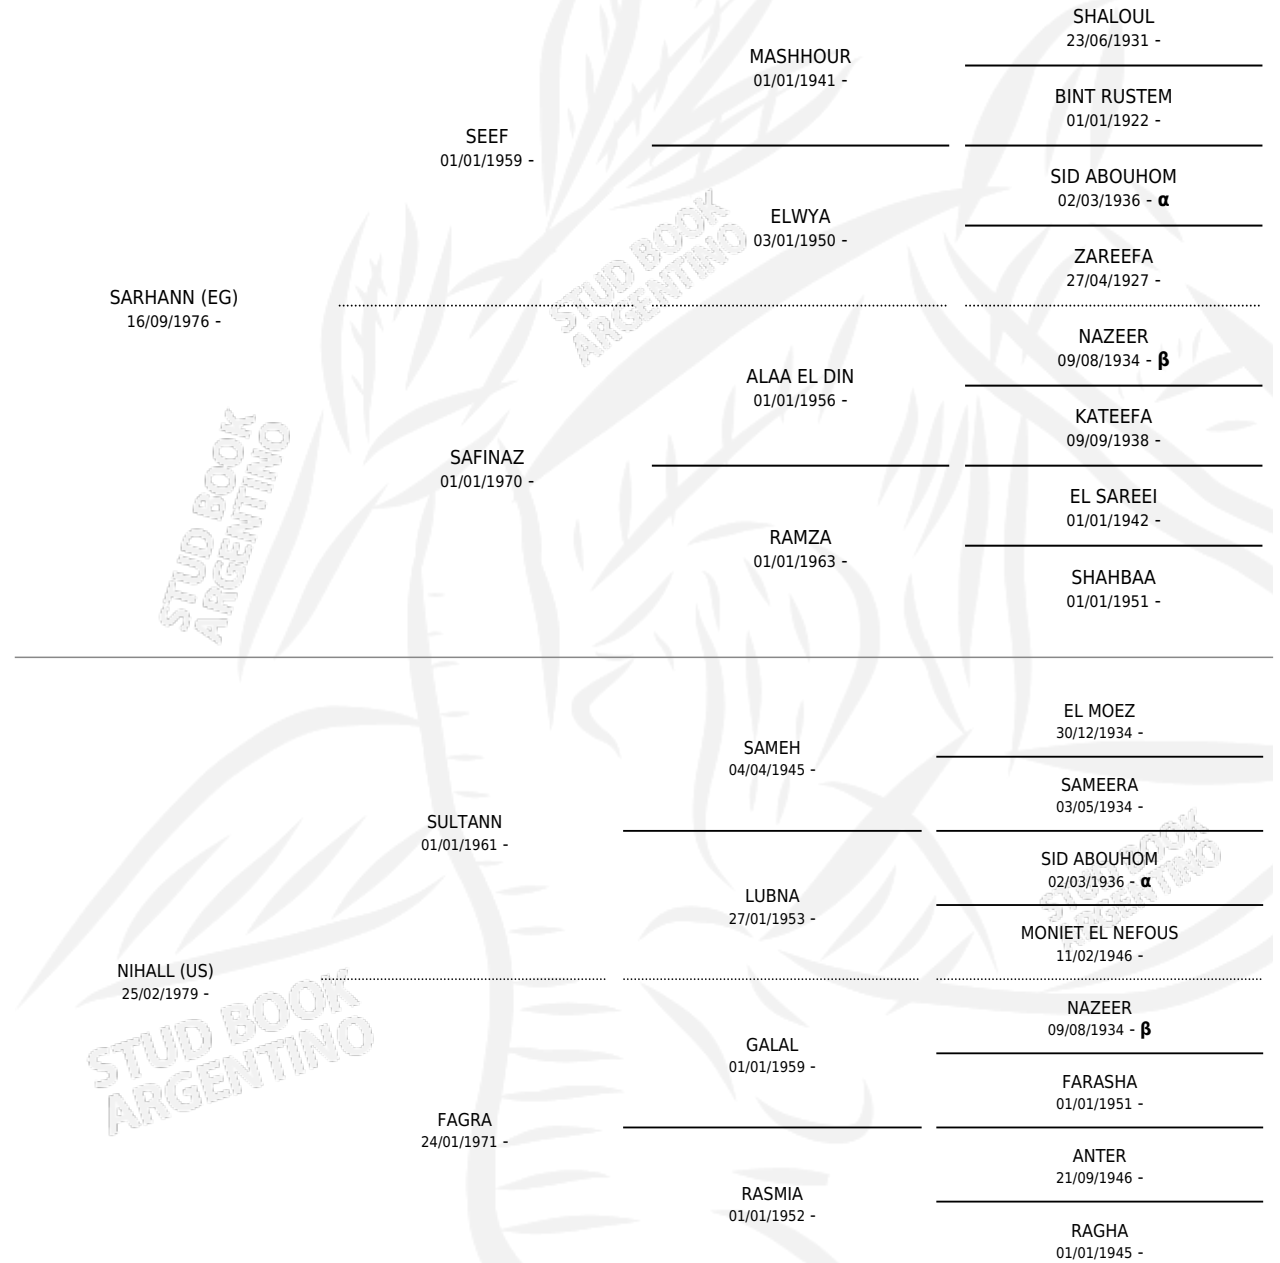 SHALOUL
23/06/1931 -
MASHHOUR
01/01/1941 -
BINT RUSTEM
01/01/1922 -
SEEF
01/01/1959 -
SID ABOUHOM
02/03/1936 - α
ELWYA
03/01/1950 -
ZAREEFA
27/04/1927 -
SARHANN (EG)
16/09/1976 -
NAZEER
09/08/1934 - β
ALAA EL DIN
01/01/1956 -
KATEEFA
09/09/1938 -
SAFINAZ
01/01/1970 -
EL SAREEI
01/01/1942 -
RAMZA
01/01/1963 -
SHAHBAA
01/01/1951 -
EL MOEZ
30/12/1934 -
SAMEH
04/04/1945 -
SAMEERA
03/05/1934 -
SULTANN
01/01/1961 -
SID ABOUHOM
02/03/1936 - α
LUBNA
27/01/1953 -
MONIET EL NEFOUS
11/02/1946 -
NIHALL (US)
25/02/1979 -
NAZEER
09/08/1934 - β
GALAL
01/01/1959 -
FARASHA
01/01/1951 -
FAGRA
24/01/1971 -
ANTER
21/09/1946 -
RASMIA
01/01/1952 -
RAGHA
01/01/1945 -
STUD BOOK
ARGENTINO
STUD BOOK
ARGENTINO
STUD BOOK
ARGENTINO
STUD BOOK
ARGENTINO